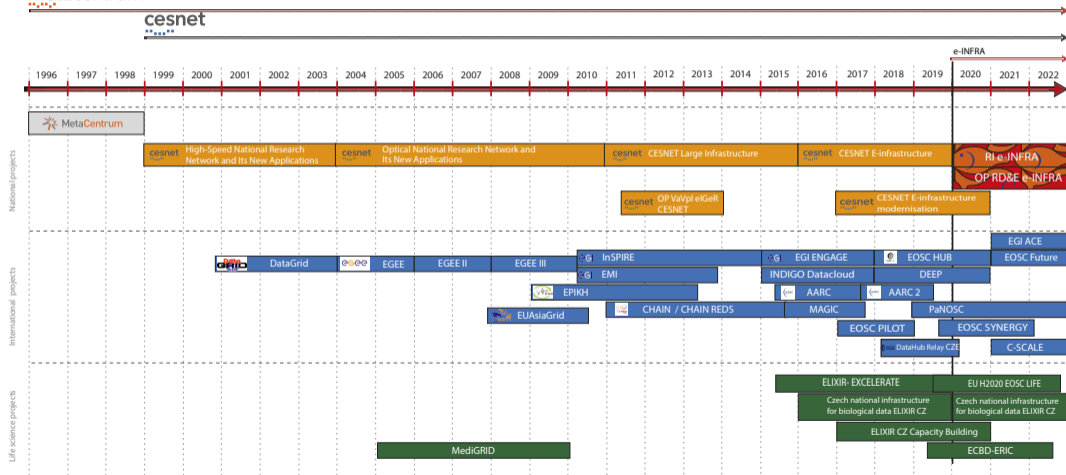 cesnet
e-INFRA
1996 1997 1998 1999 2000 2001 2002 2003 2004 2005 2006 2007 2008 2009 2010 2011 2012 2013 2014 2015 2016 2017 2018 2019 2020 2021 2022
MetaCentrum
National projects
cesnet High-Speed National Research
Network and Its New Applications
cesnet Optical National Research Network and
Its New Applications
cesnet CESNET Large Infrastructure
cesnet CESNET E-infrastructure
RI e-INFRA
OP RD&E e-INFRA
cesnet OP VaVpI eIGeR
CESNET
cesnet CESNET E-infrastructure
modernisation
International projects
EGI ACE
DataGrid
egee EGEE
EGEE II
EGEE III
InSPIRE
EGI ENGAGE
EOSC HUB
EOSC Future
EMI
INDIGO Datacloud
DEEP
EPIKH
AARC
AARC 2
EUAsiaGrid
CHAIN / CHAIN REDS
MAGIC
PaNOSC
EOSC PILOT
EOSC SYNERGY
DataHub Relay CZE
C-SCALE
Life science projects
ELIXIR- EXCELERATE
EU H2020 EOSC LIFE
Czech national infrastructure
for biological data ELIXIR CZ
Czech national infrastructure
for biological data ELIXIR CZ
ELIXIR CZ Capacity Building
MediGRID
ECBD-ERIC